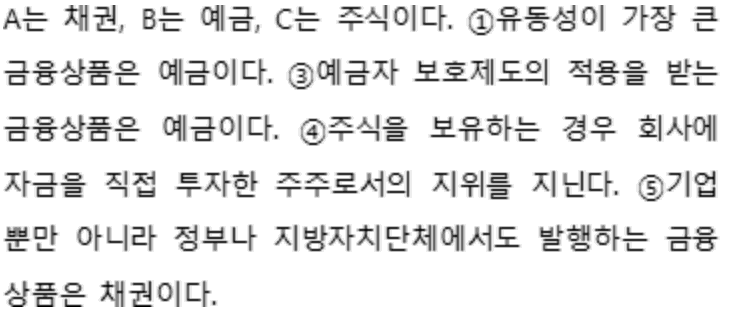 A는 채권, B는 예금, C는 주식이다. ①유동성이 가장 큰
금융상품은 예금이다. ③예금자 보호제도의 적용을 받는
금융상품은 예금이다. ④주식을 보유하는 경우 회사에
자금을 직접 투자한 주주로서의 지위를 지닌다. ⑤기업
뿐만 아니라 정부나 지방자치단체에서도 발행하는 금융
상품은 채권이다.